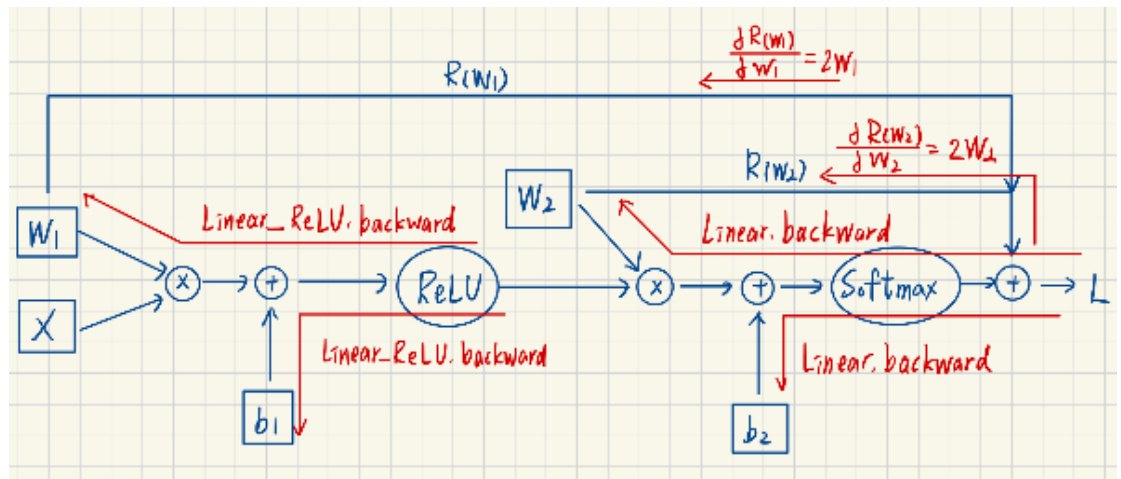 ∂R(W1)/∂W1 = 2W1
R(W1)
∂R(W2)/∂W2 = 2W2
R(W2)
W2
Linear_ReLU.backward
W1
Linear.backward
× + ReLU × + Softmax + L
X
Linear_ReLU.backward
Linear.backward
b1
b2